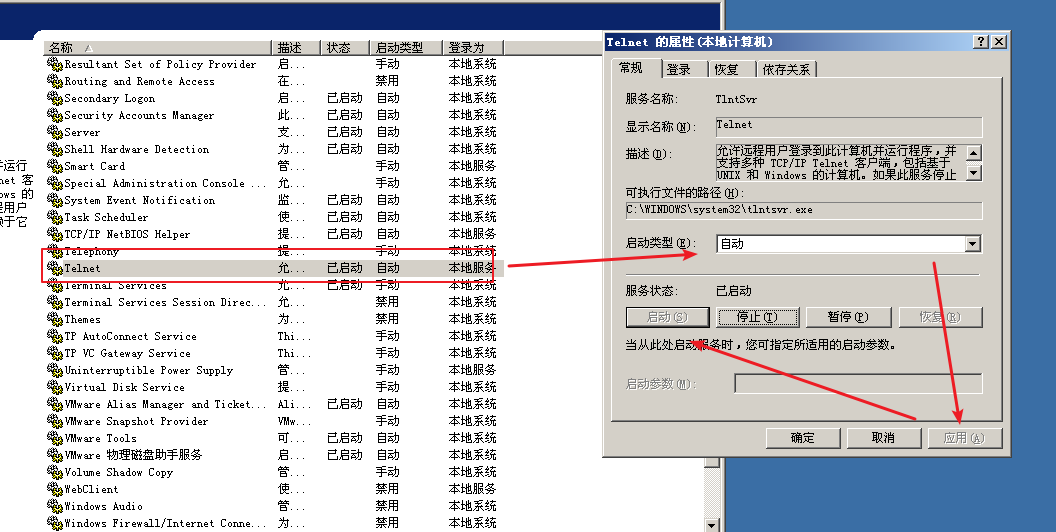 名称 描述 状态 启动类型 登录为
Resultant Set of Policy Provider 启... 手动 本地系统
Routing and Remote Access 在... 禁用 本地系统
Secondary Logon 启... 已启动 自动 本地系统
Security Accounts Manager 此... 已启动 自动 本地系统
Server 支... 已启动 自动 本地系统
Shell Hardware Detection 为... 已启动 自动 本地系统
Smart Card 管... 手动 本地服务
Special Administration Console ... 允... 手动 本地系统
System Event Notification 监... 已启动 自动 本地系统
Task Scheduler 使... 已启动 自动 本地系统
TCP/IP NetBIOS Helper 提... 已启动 自动 本地服务
Telephony 提... 手动 本地系统
Telnet 允... 已启动 自动 本地服务
Terminal Services 允... 已启动 手动 本地系统
Terminal Services Session Direc... 允... 禁用 本地系统
Themes 为... 禁用 本地系统
TP AutoConnect Service Thi... 手动 本地系统
TP VC Gateway Service Thi... 手动 本地系统
Uninterruptible Power Supply 管... 手动 本地服务
Virtual Disk Service 提... 手动 本地系统
VMware Alias Manager and Ticket... Ali... 已启动 自动 本地系统
VMware Snapshot Provider VMw... 手动 本地系统
VMware Tools 可... 已启动 自动 本地系统
VMware 物理磁盘助手服务 启... 已启动 自动 本地系统
Volume Shadow Copy 管... 手动 本地系统
WebClient 使... 禁用 本地服务
Windows Audio 管... 禁用 本地系统
Windows Firewall/Internet Conne... 为... 禁用 本地系统
并运行
net 客
ows 的
程用户
赖于它
Telnet 的属性(本地计算机)
常规 登录 恢复 依存关系
服务名称: TlntSvr
显示名称(N): Telnet
描述(D): 允许远程用户登录到此计算机并运行程序，并
支持多种 TCP/IP Telnet 客户端，包括基于
UNIX 和 Windows 的计算机。如果此服务停止
可执行文件的路径(H):
C:\WINDOWS\system32\tlntsvr.exe
启动类型(E): 自动
服务状态: 已启动
启动(S) 停止(T) 暂停(P) 恢复(R)
当从此处启动服务时，您可指定所适用的启动参数。
启动参数(M):
确定 取消 应用(A)